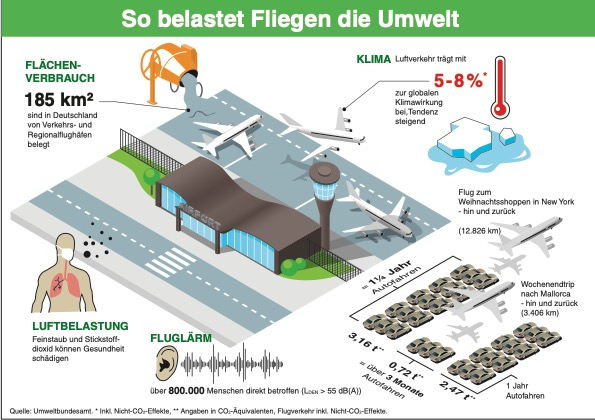 So belastet Fliegen die Umwelt
FLÄCHEN-
VERBRAUCH
185 km²
sind in Deutschland
von Verkehrs- und
Regionalflughäfen
belegt
KLIMA Luftverkehr trägt mit
5-8%*
zur globalen
Klimawirkung
bei,Tendenz
steigend
AIRPORT
Flug zum
Weihnachtsshoppen in New York
- hin und zurück
(12.826 km)
= 1¼ Jahr
Autofahren
3,16 t**
Wochenendtrip
nach Mallorca
- hin und zurück
(3.406 km)
0,72 t**
= über 3 Monate
Autofahren
2,47 t**
1 Jahr
Autofahren
LUFTBELASTUNG
Feinstaub und Stickstoff-
dioxid können Gesundheit
schädigen
FLUGLÄRM
über 800.000 Menschen direkt betroffen (LDEN > 55 dB(A))
Quelle: Umweltbundesamt. * Inkl. Nicht-CO₂-Effekte, ** Angaben in CO₂-Äquivalenten, Flugverkehr inkl. Nicht-CO₂-Effekte.